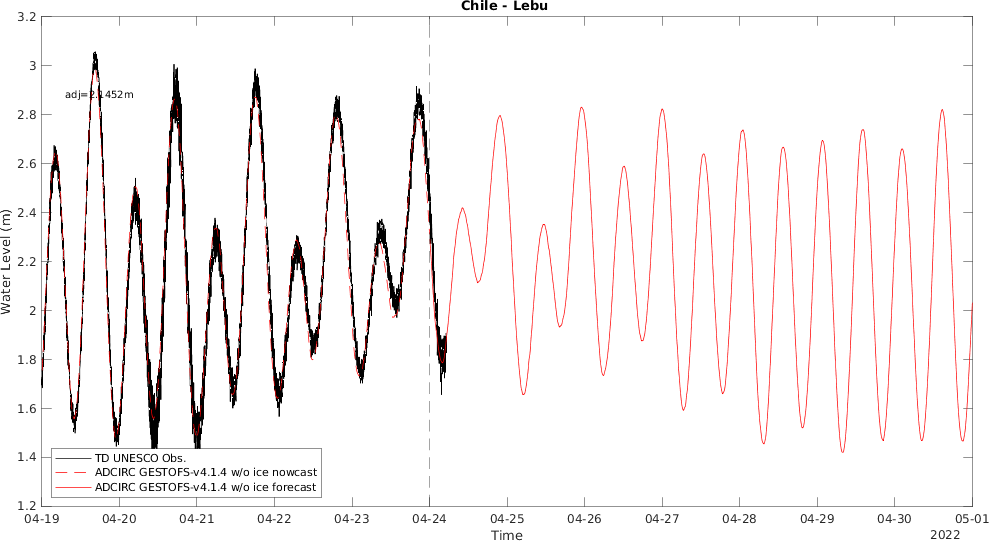 Chile - Lebu
3.2
3
2.8
2.6
2.4
2.2
2
1.8
1.6
1.4
1.2
Water Level (m)
adj=2.1452m
TD UNESCO Obs.
ADCIRC GESTOFS-v4.1.4 w/o ice nowcast
ADCIRC GESTOFS-v4.1.4 w/o ice forecast
04-19 04-20 04-21 04-22 04-23 04-24 04-25 04-26 04-27 04-28 04-29 04-30 05-01
Time
2022